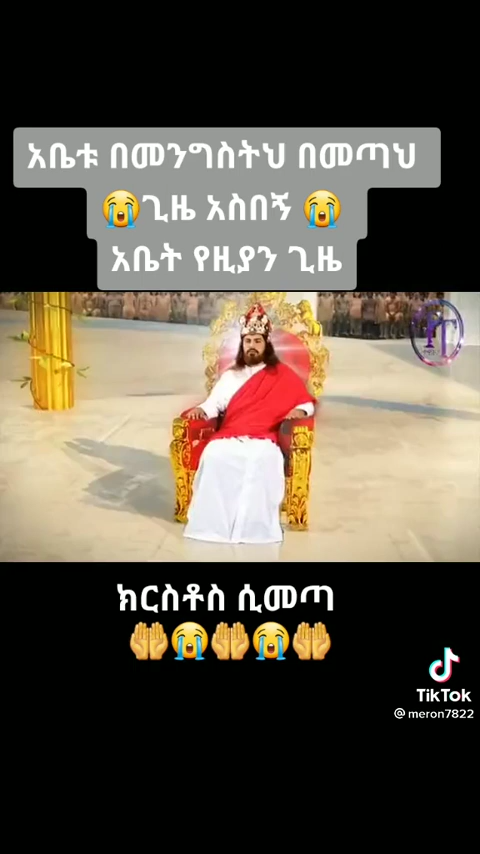 አቤቱ በመንግስትህ በመጣህ
😭ጊዜ አስበኝ 😭
አቤት የዚያን ጊዜ
ክርስቶስ ሲመጣ
🤲😭🤲😭🤲
TikTok
@meron7822